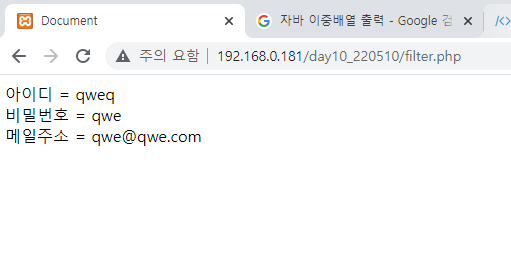 Document
자바 이중배열 출력 - Google 검
주의 요함
192.168.0.181/day10_220510/filter.php
아이디 = qweq
비밀번호 = qwe
메일주소 = qwe@qwe.com